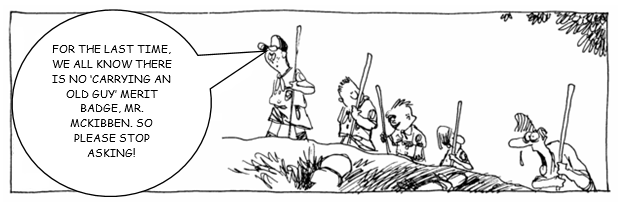 FOR THE LAST TIME,
WE ALL KNOW THERE
IS NO 'CARRYING AN
OLD GUY' MERIT
BADGE, MR.
MCKIBBEN. SO
PLEASE STOP
ASKING!